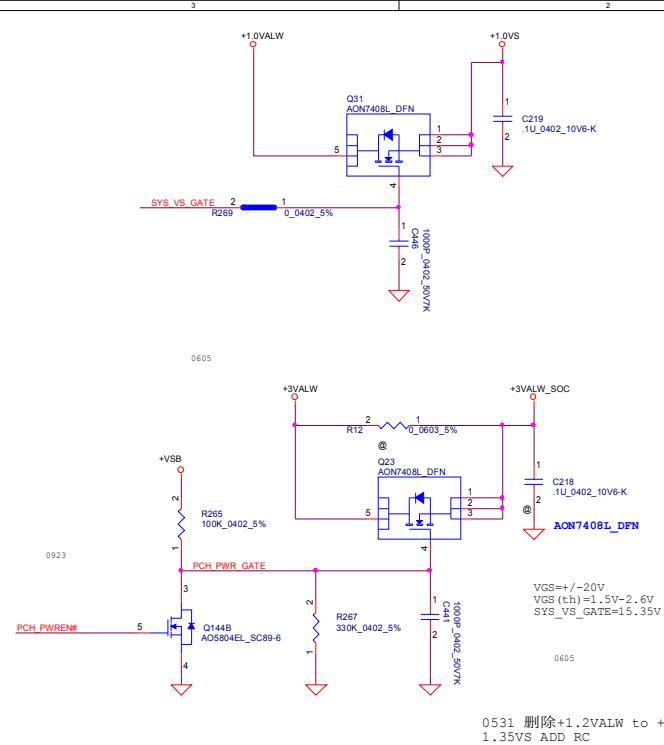 3
2
+1.0VALW
+1.0VS
Q31
AON7408L_DFN
1
2
3
5
4
1
C219
.1U_0402_10V6-K
2
SYS_VS_GATE
2
1
R269
0_0402_5%
1
C446
1000P_0402_50V7K
2
0605
+3VALW
+3VALW_SOC
2
1
R12
0_0603_5%
@
Q23
AON7408L_DFN
1
2
3
5
4
1
C218
.1U_0402_10V6-K
2
@
AON7408L_DFN
+VSB
2
R265
100K_0402_5%
1
0923
PCH_PWR_GATE
3
2
R267
330K_0402_5%
1
1
C441
1000P_0402_50V7K
2
VGS=+/-20V
VGS(th)=1.5V-2.6V
SYS_VS_GATE=15.35V
PCH_PWREN#
5
Q144B
AO5804EL_SC89-6
4
0605
0531 删除+1.2VALW to +
1.35VS ADD RC